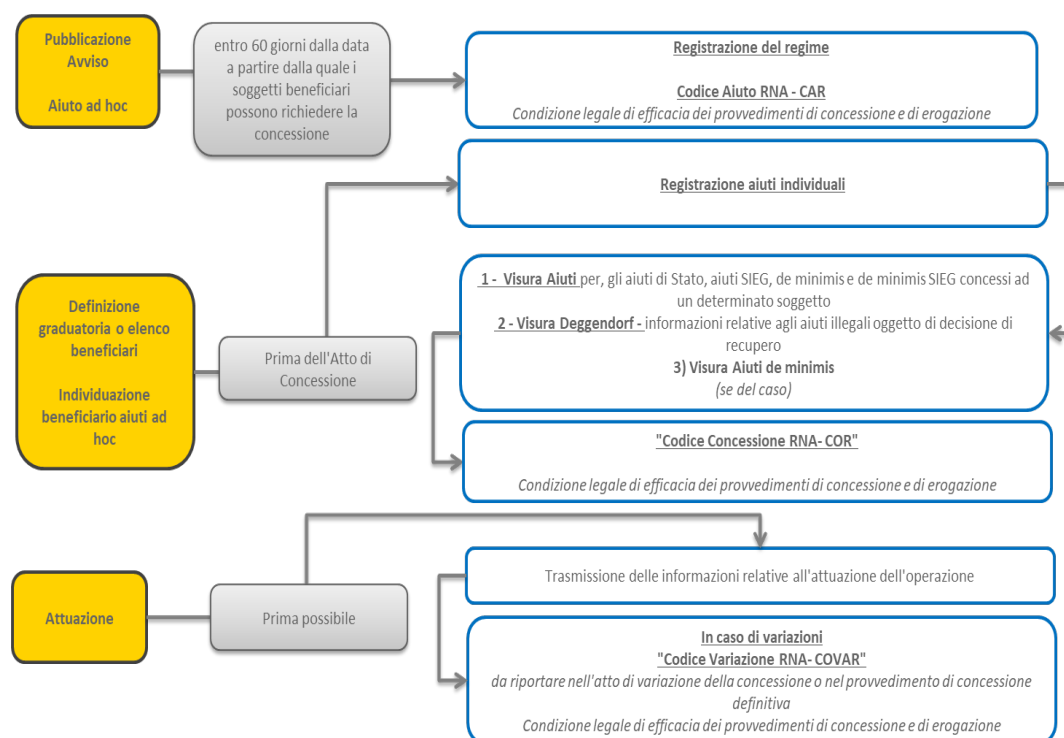 Pubblicazione
Avviso
Aiuto ad hoc
entro 60 giorni dalla data
a partire dalla quale i
soggetti beneficiari
possono richiedere la
concessione
Registrazione del regime
Codice Aiuto RNA - CAR
Condizione legale di efficacia dei provvedimenti di concessione e di erogazione
Registrazione aiuti individuali
Definizione
graduatoria o elenco
beneficiari
Individuazione
beneficiario aiuti ad
hoc
Prima dell'Atto di
Concessione
1 - Visura Aiuti per, gli aiuti di Stato, aiuti SIEG, de minimis e de minimis SIEG concessi ad
un determinato soggetto
2 - Visura Deggendorf - informazioni relative agli aiuti illegali oggetto di decisione di
recupero
3) Visura Aiuti de minimis
(se del caso)
"Codice Concessione RNA- COR"
Condizione legale di efficacia dei provvedimenti di concessione e di erogazione
Attuazione
Prima possibile
Trasmissione delle informazioni relative all'attuazione dell'operazione
In caso di variazioni
"Codice Variazione RNA- COVAR"
da riportare nell'atto di variazione della concessione o nel provvedimento di concessione
definitiva
Condizione legale di efficacia dei provvedimenti di concessione e di erogazione